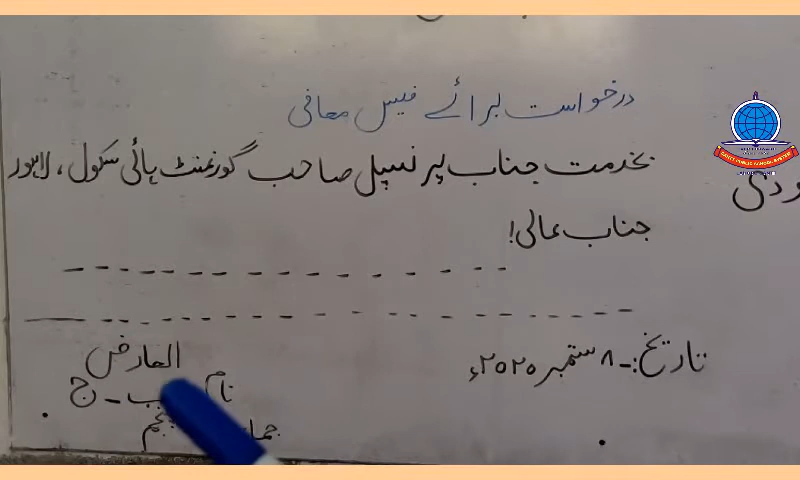 درخواست برائے فیس معافی
بخدمت جناب پرنسپل صاحب گورنمنٹ ہائی سکول، لاہور
جناب عالی!
تاریخ:- ۸ ستمبر ۲۰۲۰ء
العارض
نام ب - ج
پنجم